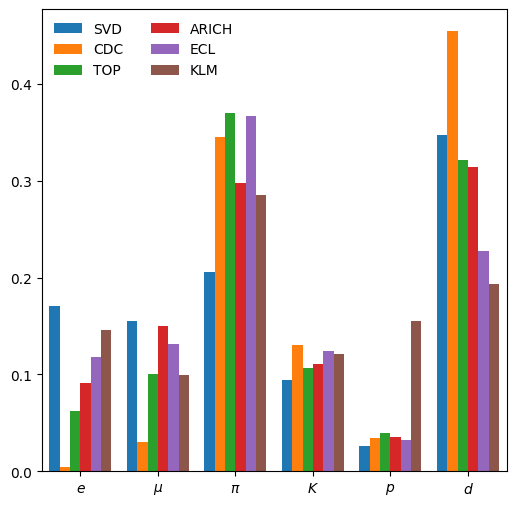 SVD
CDC
TOP
ARICH
ECL
KLM
0.4
0.3
0.2
0.1
0.0
e μ π K p d